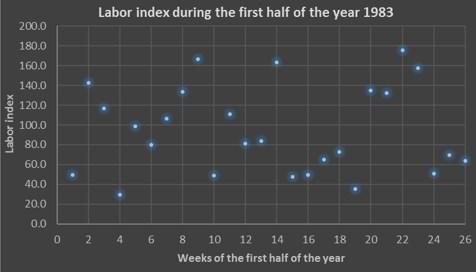 Labor index during the first half of the year 1983
200.0
180.0
160.0
140.0
120.0
100.0
80.0
60.0
40.0
20.0
0.0
Labor index
0 2 4 6 8 10 12 14 16 18 20 22 24 26
Weeks of the first half of the year